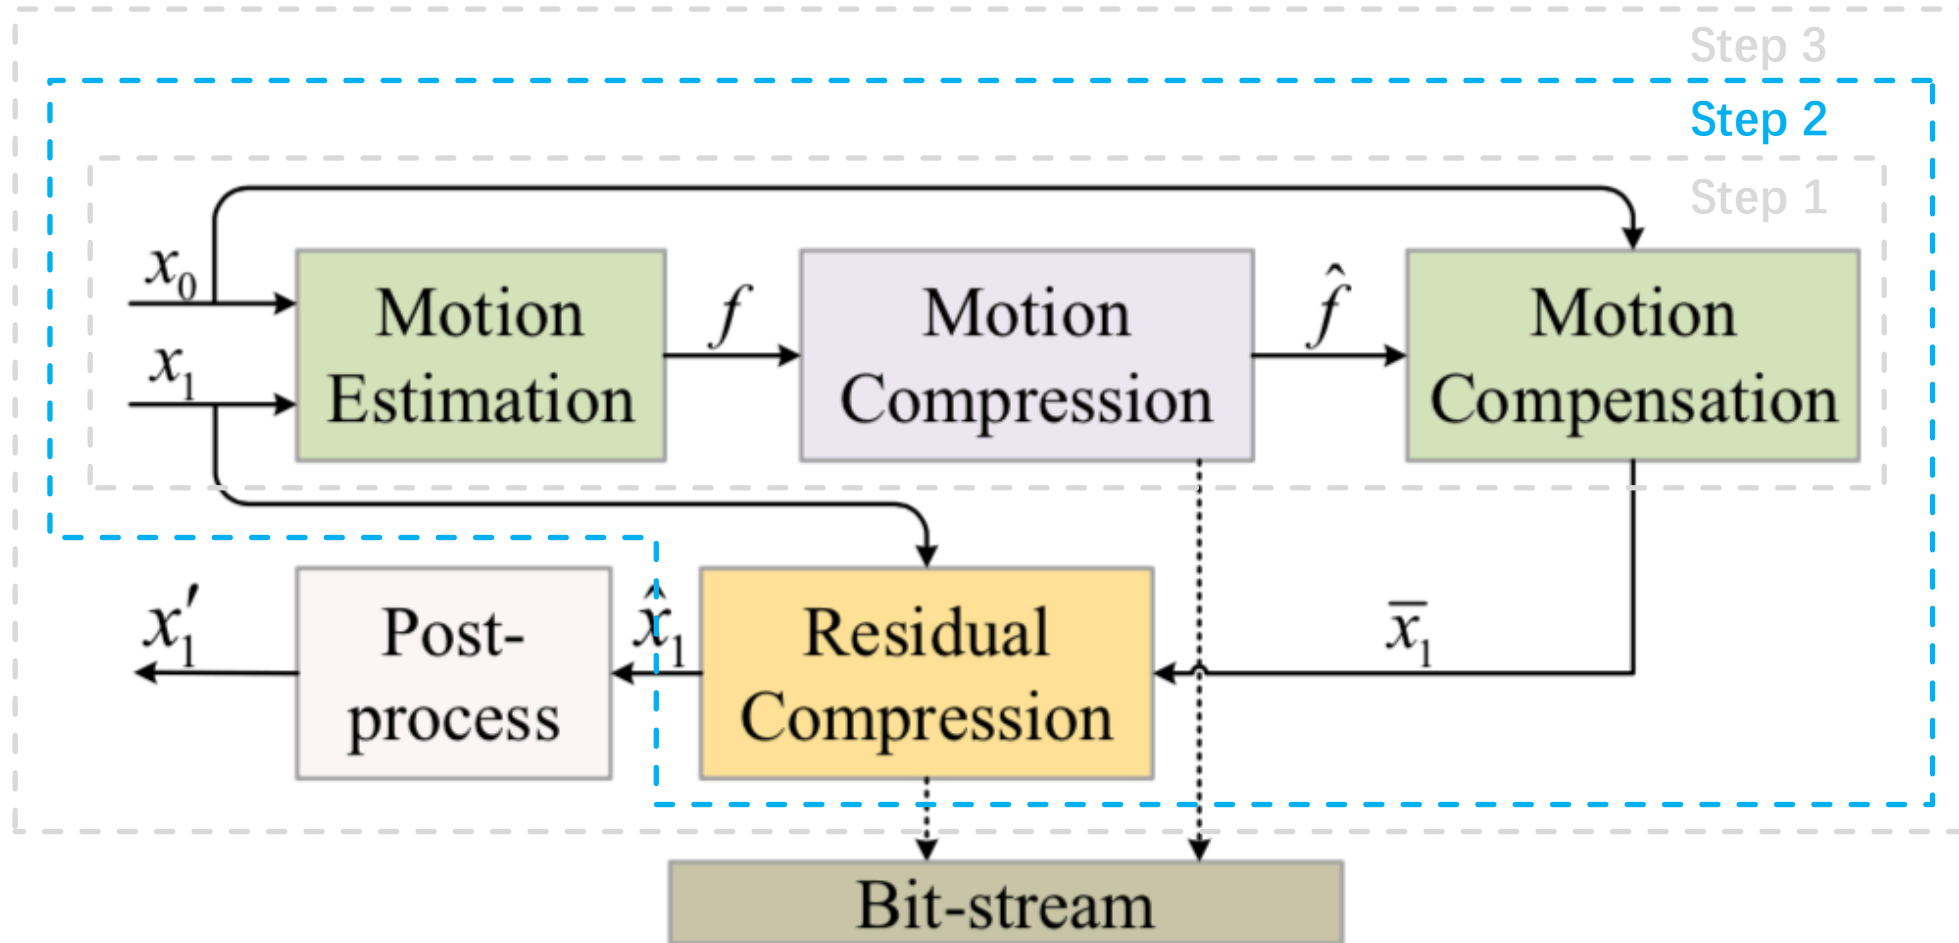 Step 3
Step 2
Step 1
x₀
x₁
Motion
Estimation
f
Motion
Compression
f̂
Motion
Compensation
x₁′
Post-
process
x̂₁
Residual
Compression
x̄₁
Bit-stream